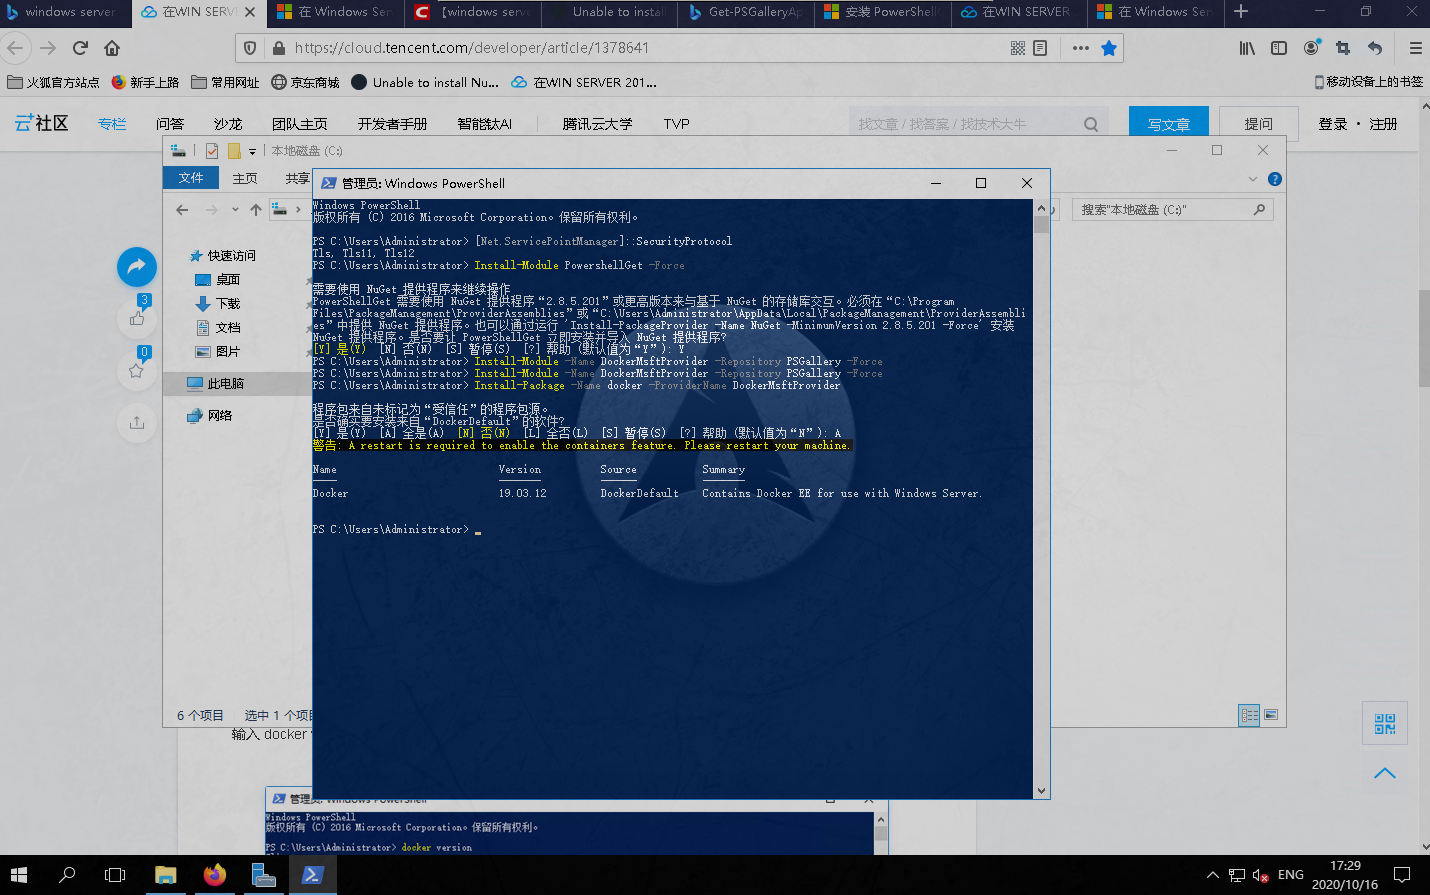 windows server
在WIN SERVE
在 Windows Ser
【windows serve
Unable to instal
Get-PSGalleryAp
安装 PowerShell
在WIN SERVER
在 Windows Ser
https://cloud.tencent.com/developer/article/1378641
火狐官方站点
新手上路
常用网址
京东商城
Unable to install Nu...
在WIN SERVER 201...
移动设备上的书签
云+社区
专栏
问答
沙龙
团队主页
开发者手册
智能钛AI
腾讯云大学
TVP
找文章 / 找答案 / 找技术大牛
写文章
提问
登录 · 注册
本地磁盘 (C:)
文件
主页
共享
搜索"本地磁盘 (C:)"
快速访问
桌面
下载
文档
图片
此电脑
网络
3
0
管理员: Windows PowerShell
Windows PowerShell
版权所有 (C) 2016 Microsoft Corporation。保留所有权利。
PS C:\Users\Administrator> [Net.ServicePointManager]::SecurityProtocol
Tls, Tls11, Tls12
PS C:\Users\Administrator> Install-Module PowershellGet -Force
需要使用 NuGet 提供程序来继续操作
PowerShellGet 需要使用 NuGet 提供程序“2.8.5.201”或更高版本来与基于 NuGet 的存储库交互。必须在“C:\Program
Files\PackageManagement\ProviderAssemblies”或“C:\Users\Administrator\AppData\Local\PackageManagement\ProviderAssembli
es”中提供 NuGet 提供程序。也可以通过运行 'Install-PackageProvider -Name NuGet -MinimumVersion 2.8.5.201 -Force' 安装
NuGet 提供程序。是否要让 PowerShellGet 立即安装并导入 NuGet 提供程序?
[Y] 是(Y) [N] 否(N) [S] 暂停(S) [?] 帮助 (默认值为“Y”): Y
PS C:\Users\Administrator> Install-Module -Name DockerMsftProvider -Repository PSGallery -Force
PS C:\Users\Administrator> Install-Module -Name DockerMsftProvider -Repository PSGallery -Force
PS C:\Users\Administrator> Install-Package -Name docker -ProviderName DockerMsftProvider
程序包来自未标记为“受信任”的程序包源。
是否确实要安装来自“DockerDefault”的软件?
[Y] 是(Y) [A] 全是(A) [N] 否(N) [L] 全否(L) [S] 暂停(S) [?] 帮助 (默认值为“N”): A
警告: A restart is required to enable the containers feature. Please restart your machine.
Name Version Source Summary
Docker 19.03.12 DockerDefault Contains Docker EE for use with Windows Server.
PS C:\Users\Administrator>
6 个项目
选中 1 个项目
输入 docker
管理员: Windows PowerShell
Windows PowerShell
版权所有 (C) 2016 Microsoft Corporation。保留所有权利。
PS C:\Users\Administrator> docker version
ENG
17:29
2020/10/16